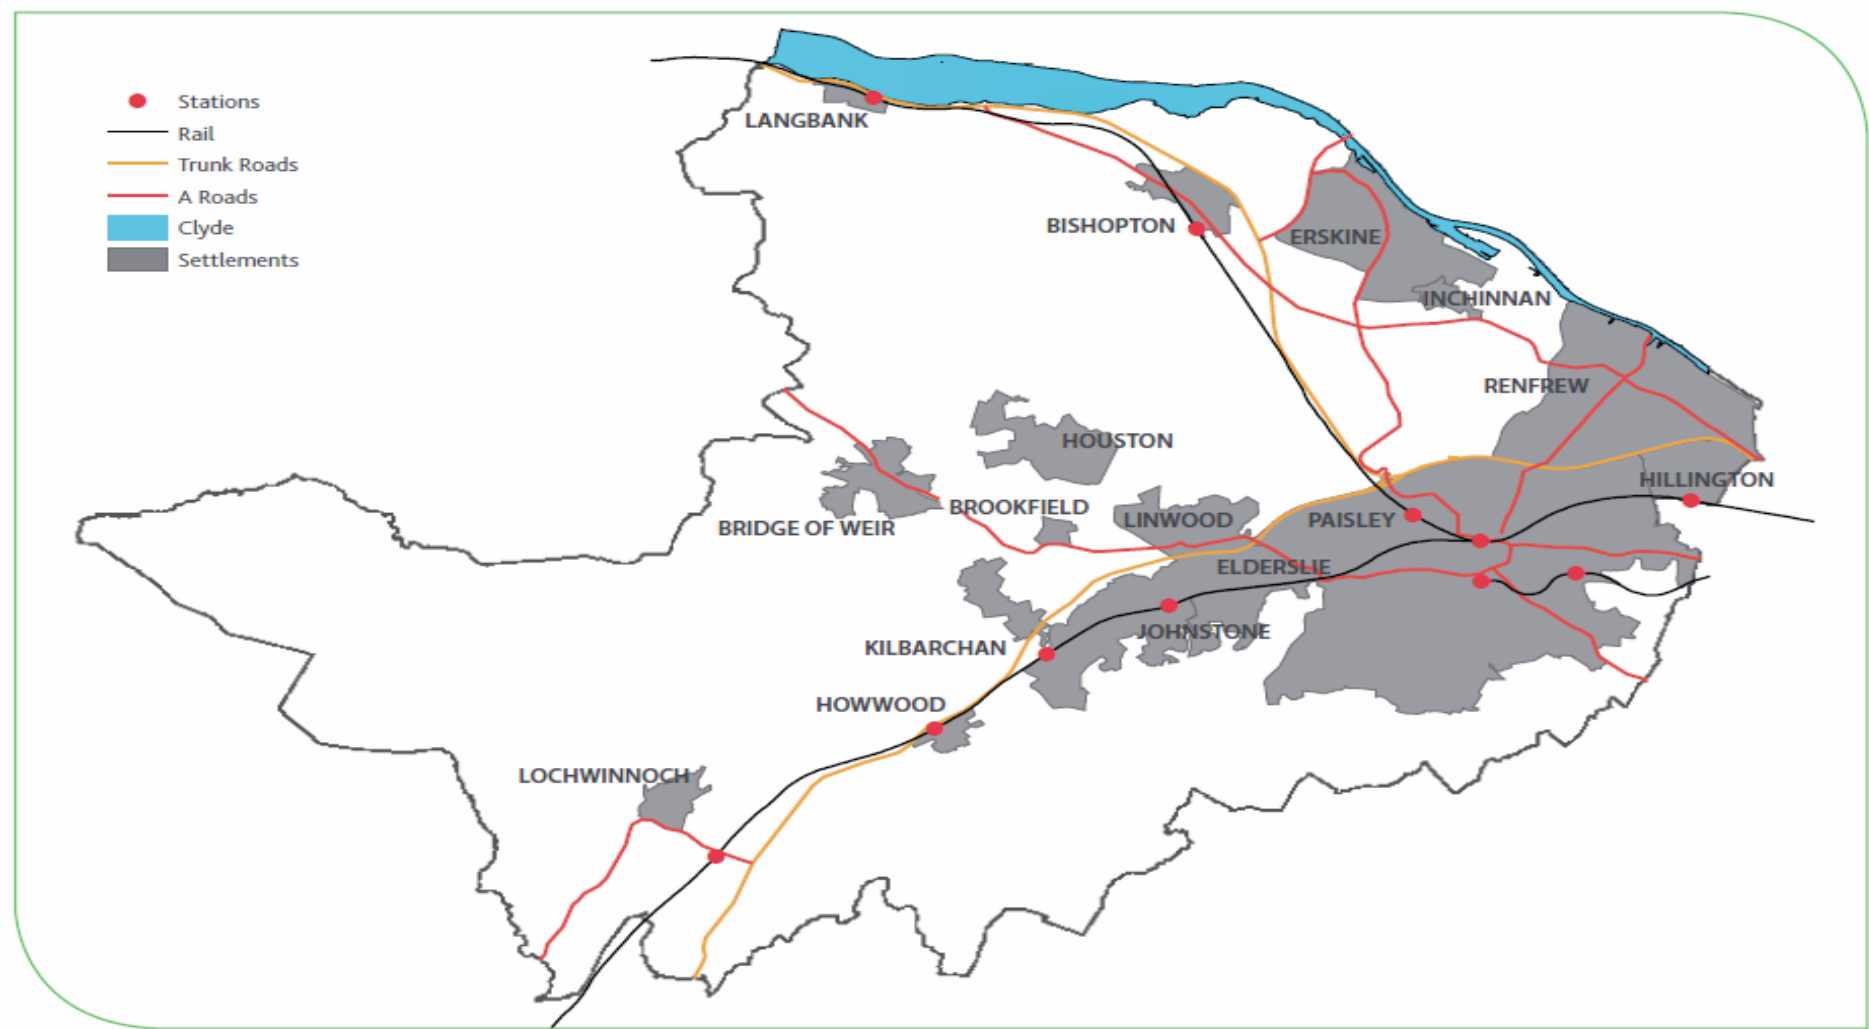 Stations
Rail
Trunk Roads
A Roads
Clyde
Settlements
LANGBANK
BISHOPTON
ERSKINE
INCHINNAN
RENFREW
HOUSTON
HILLINGTON
BROOKFIELD
LINWOOD
PAISLEY
BRIDGE OF WEIR
ELDERSLIE
JOHNSTONE
KILBARCHAN
HOWWOOD
LOCHWINNOCH